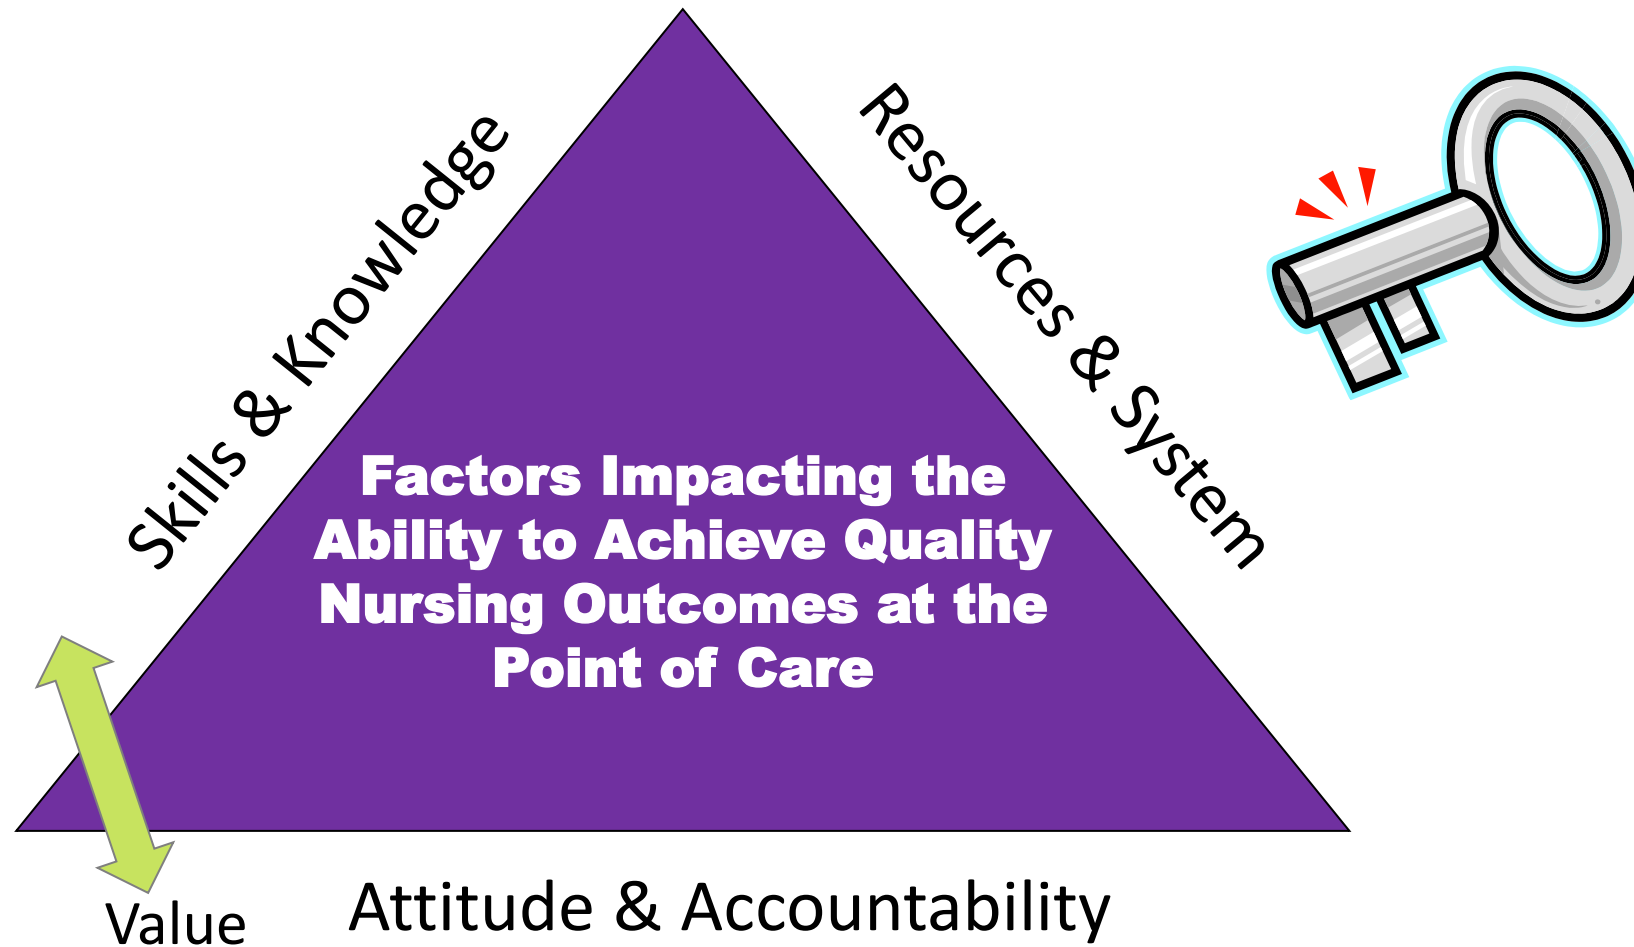 Skills & Knowledge
Resources & System
Factors Impacting the
Ability to Achieve Quality
Nursing Outcomes at the
Point of Care
Value
Attitude & Accountability